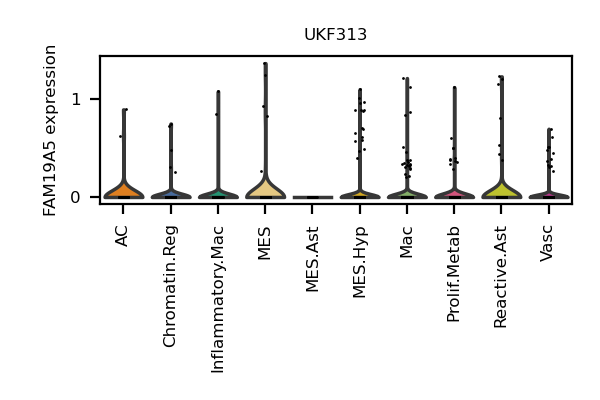 UKF313
FAM19A5 expression
1
0
AC
Chromatin.Reg
Inflammatory.Mac
MES
MES.Ast
MES.Hyp
Mac
Prolif.Metab
Reactive.Ast
Vasc